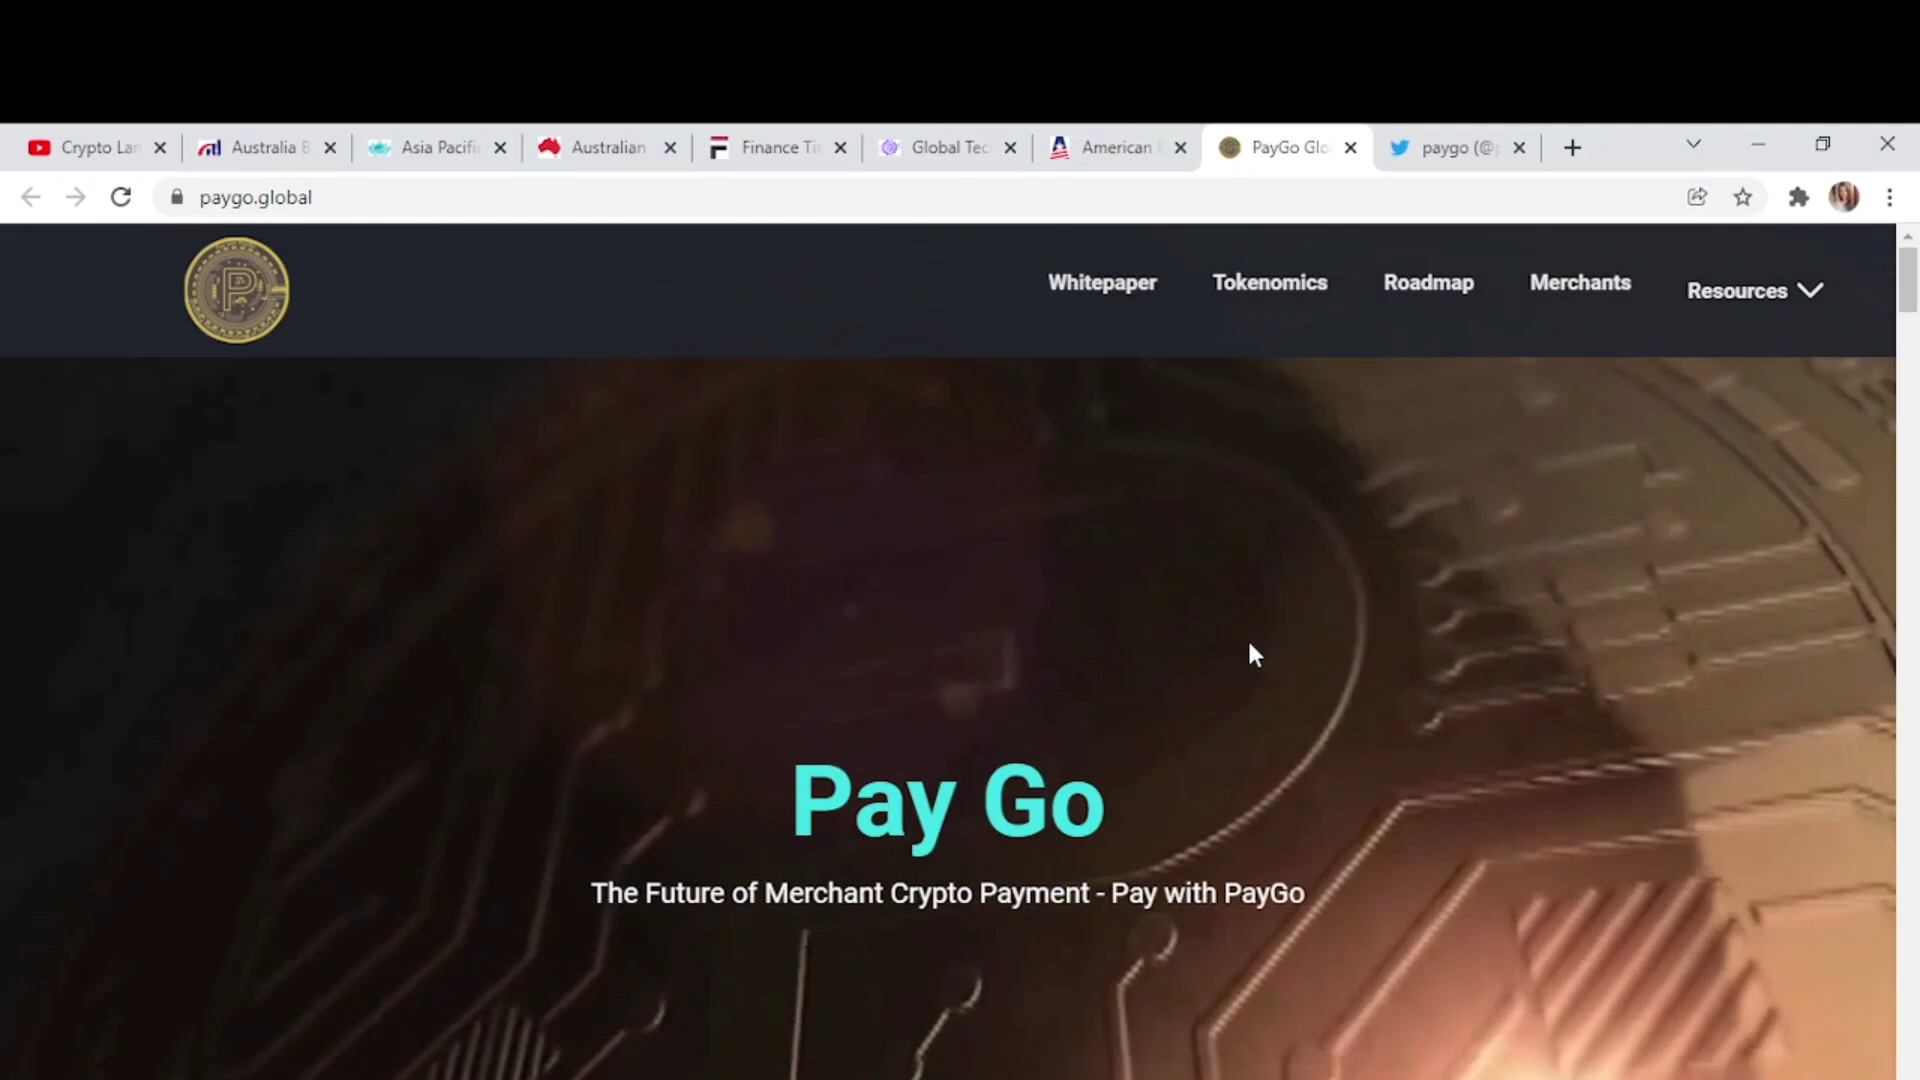 Crypto Lan
Australia B
Asia Pacific
Australian
Finance Ti
Global Tec
American
PayGo Glo
paygo (@
paygo.global
Whitepaper
Tokenomics
Roadmap
Merchants
Resources
Pay Go
The Future of Merchant Crypto Payment - Pay with PayGo